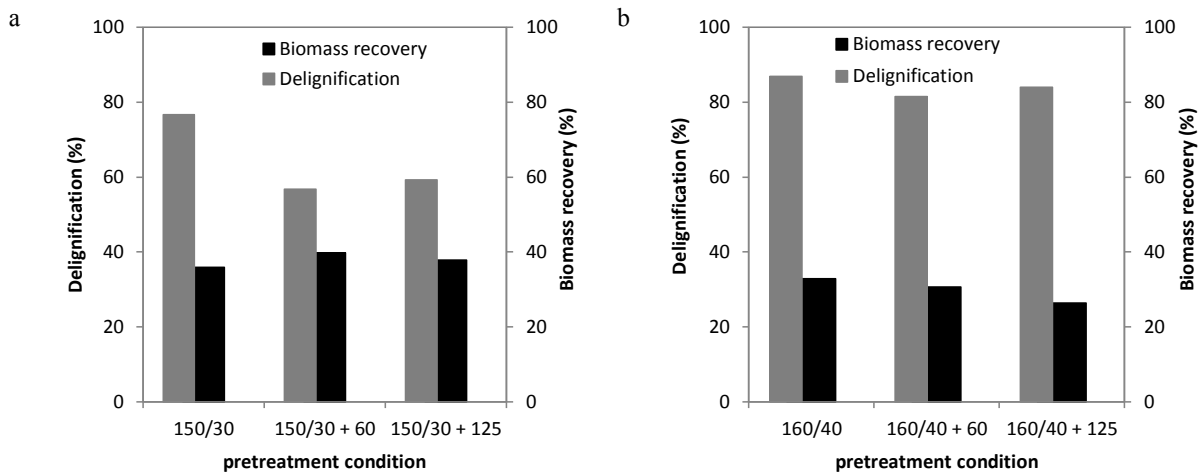 a
100
80
60
40
20
0
Delignification (%)
Biomass recovery
Delignification
100
80
60
40
20
0
Biomass recovery (%)
150/30 150/30 + 60 150/30 + 125
pretreatment condition
b
100
80
60
40
20
0
Delignification (%)
Biomass recovery
Delignification
100
80
60
40
20
0
Biomass recovery (%)
160/40 160/40 + 60 160/40 + 125
pretreatment condition